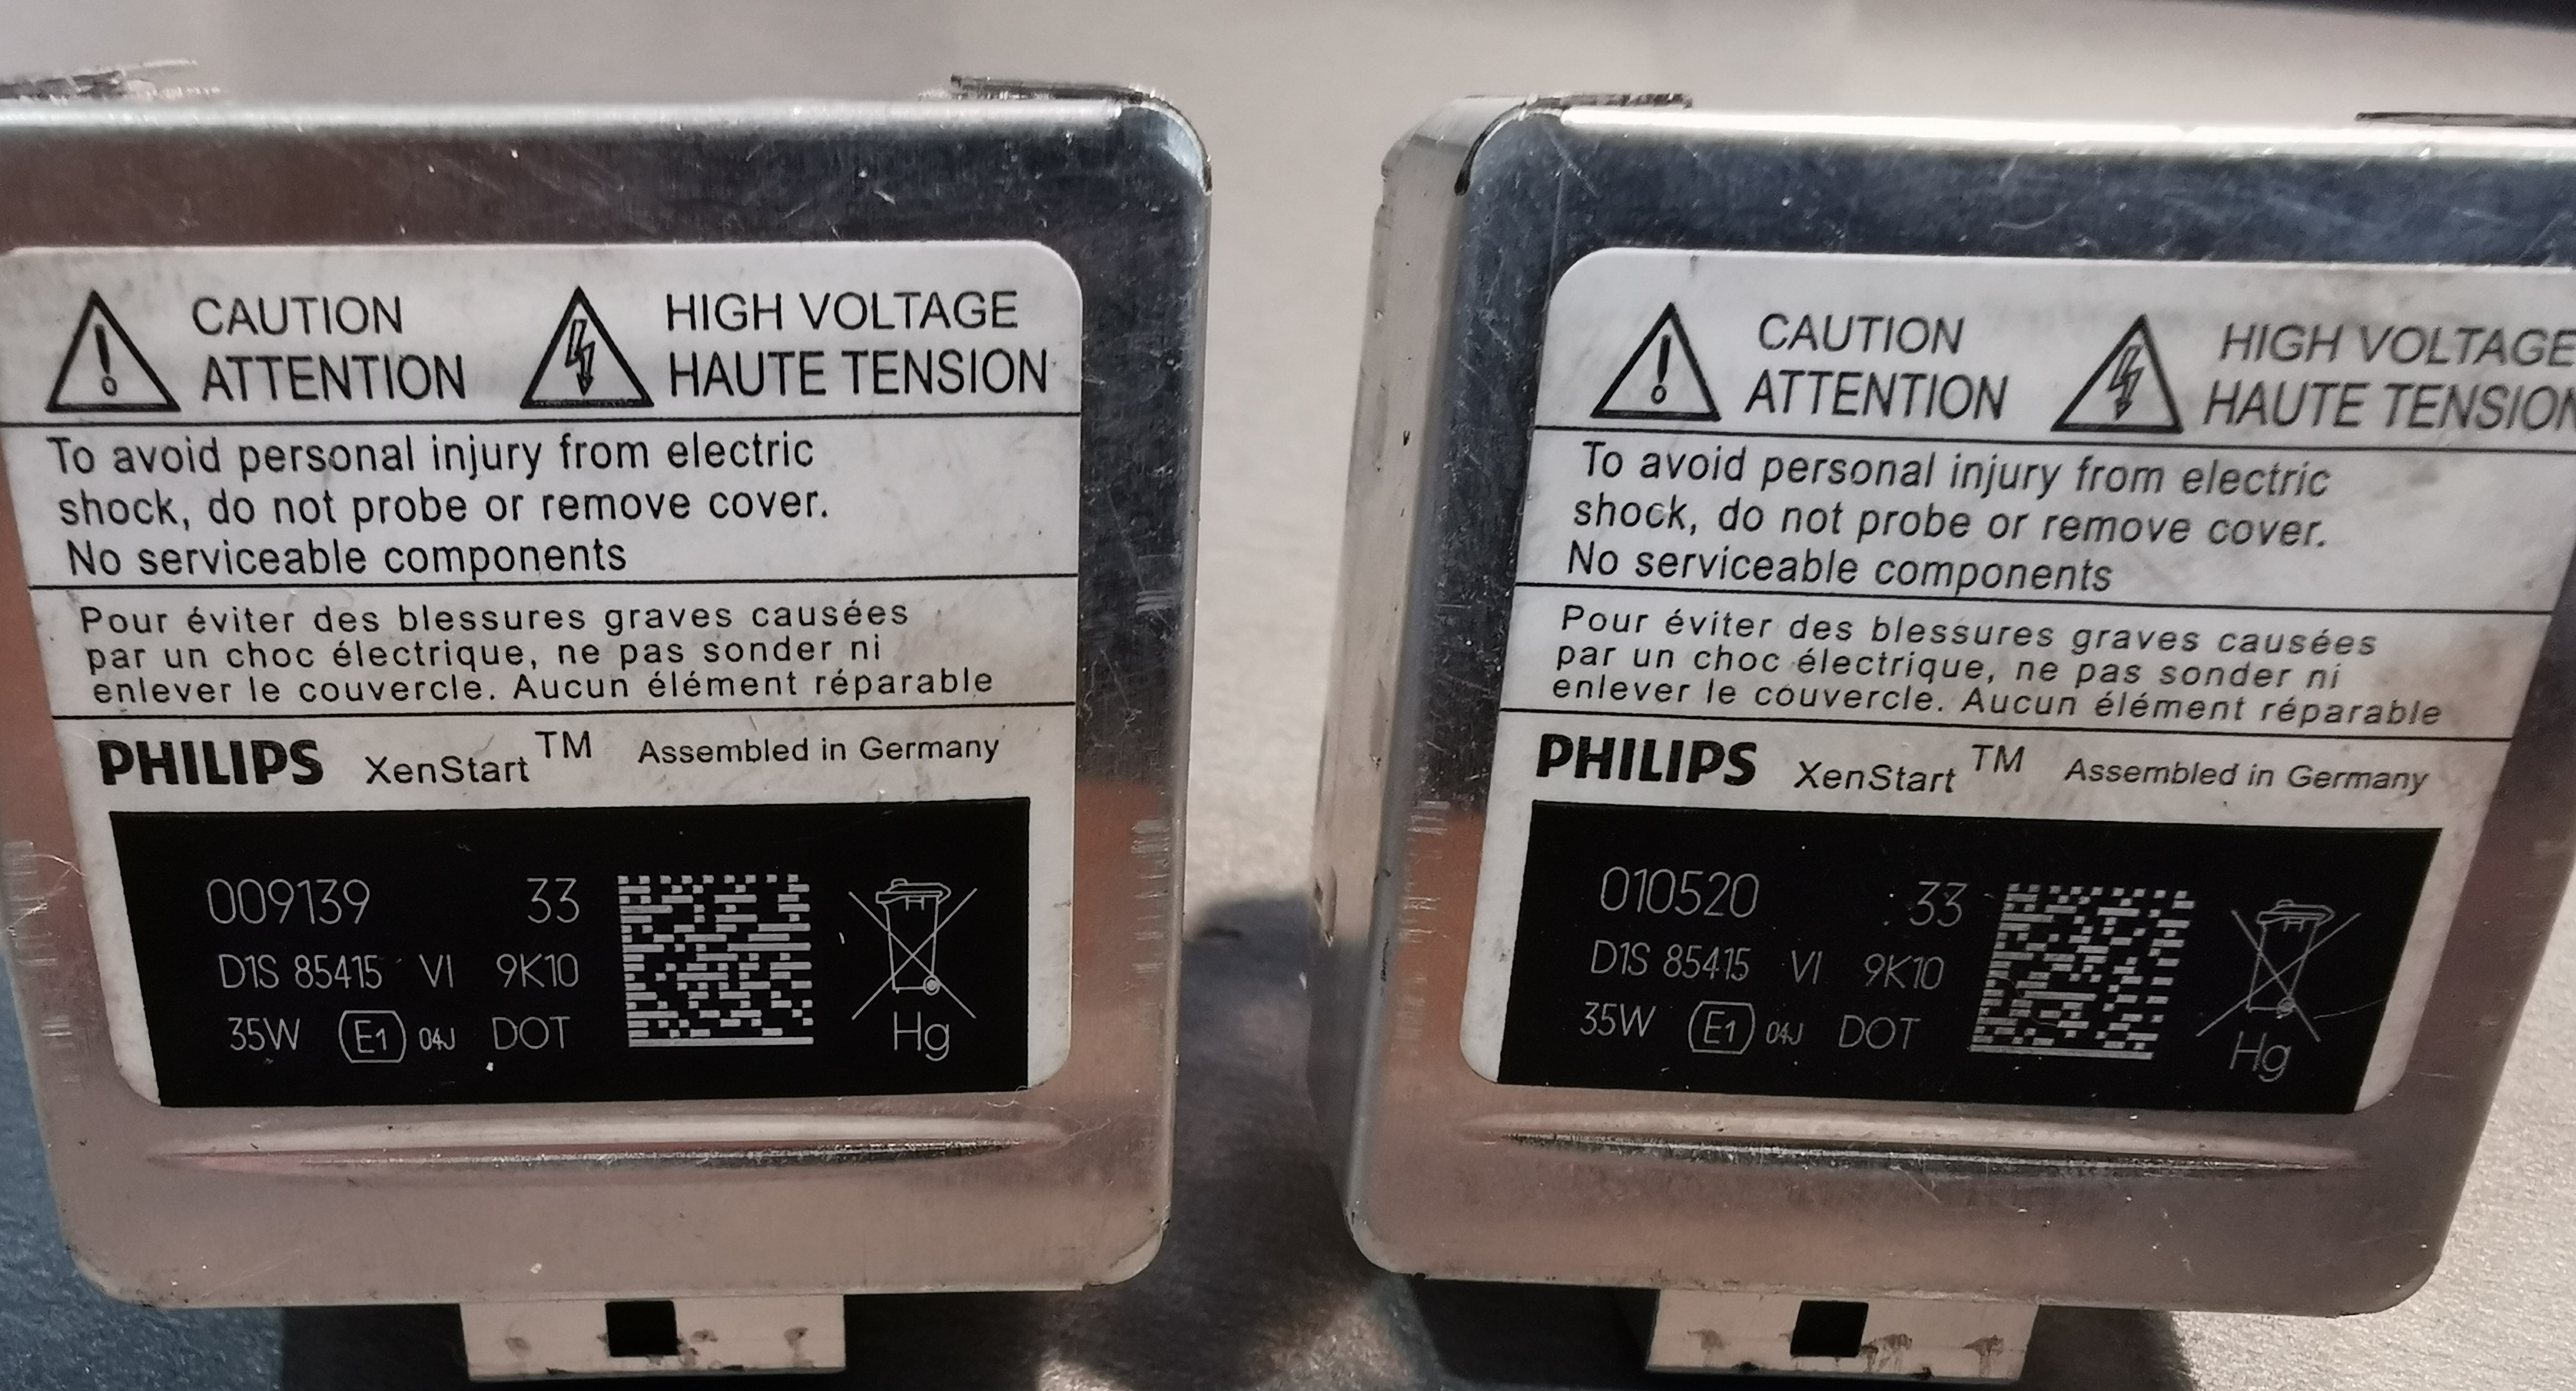 CAUTION
ATTENTION
HIGH VOLTAGE
HAUTE TENSION
To avoid personal injury from electric
shock, do not probe or remove cover.
No serviceable components
Pour éviter des blessures graves causées
par un choc électrique, ne pas sonder ni
enlever le couvercle. Aucun élément réparable
PHILIPS XenStart TM Assembled in Germany
009139 33
D1S 85415 VI 9K10
35W E1 04J DOT
Hg
CAUTION
ATTENTION
HIGH VOLTAGE
HAUTE TENSION
To avoid personal injury from electric
shock, do not probe or remove cover.
No serviceable components
Pour éviter des blessures graves causées
par un choc électrique, ne pas sonder ni
enlever le couvercle. Aucun élément réparable
PHILIPS XenStart TM Assembled in Germany
010520 33
D1S 85415 VI 9K10
35W E1 04J DOT
Hg